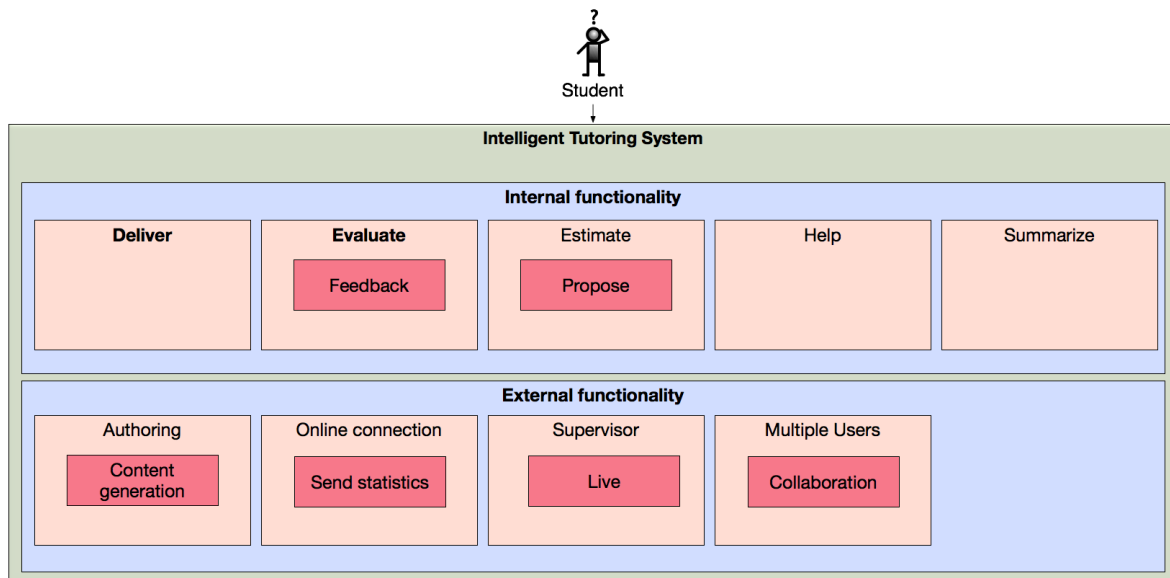 ?
Student
Intelligent Tutoring System
Internal functionality
Deliver
Evaluate
Estimate
Help
Summarize
Feedback
Propose
External functionality
Authoring
Online connection
Supervisor
Multiple Users
Content
generation
Send statistics
Live
Collaboration